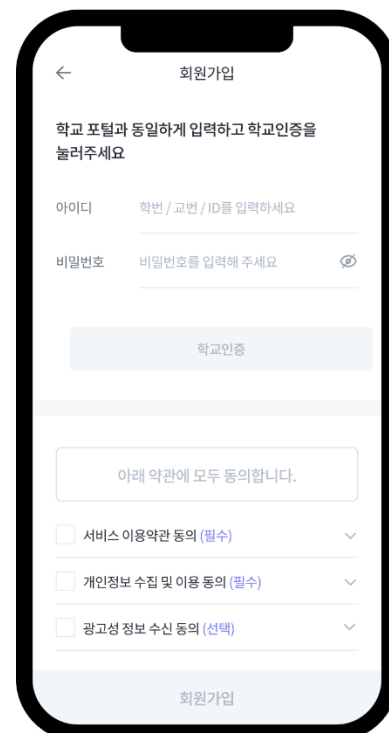 회원가입
학교 포털과 동일하게 입력하고 학교인증을
눌러주세요
아이디 학번 / 교번 / ID를 입력하세요
비밀번호 비밀번호를 입력해 주세요
학교인증
아래 약관에 모두 동의합니다.
서비스 이용약관 동의 (필수)
개인정보 수집 및 이용 동의 (필수)
광고성 정보 수신 동의 (선택)
회원가입